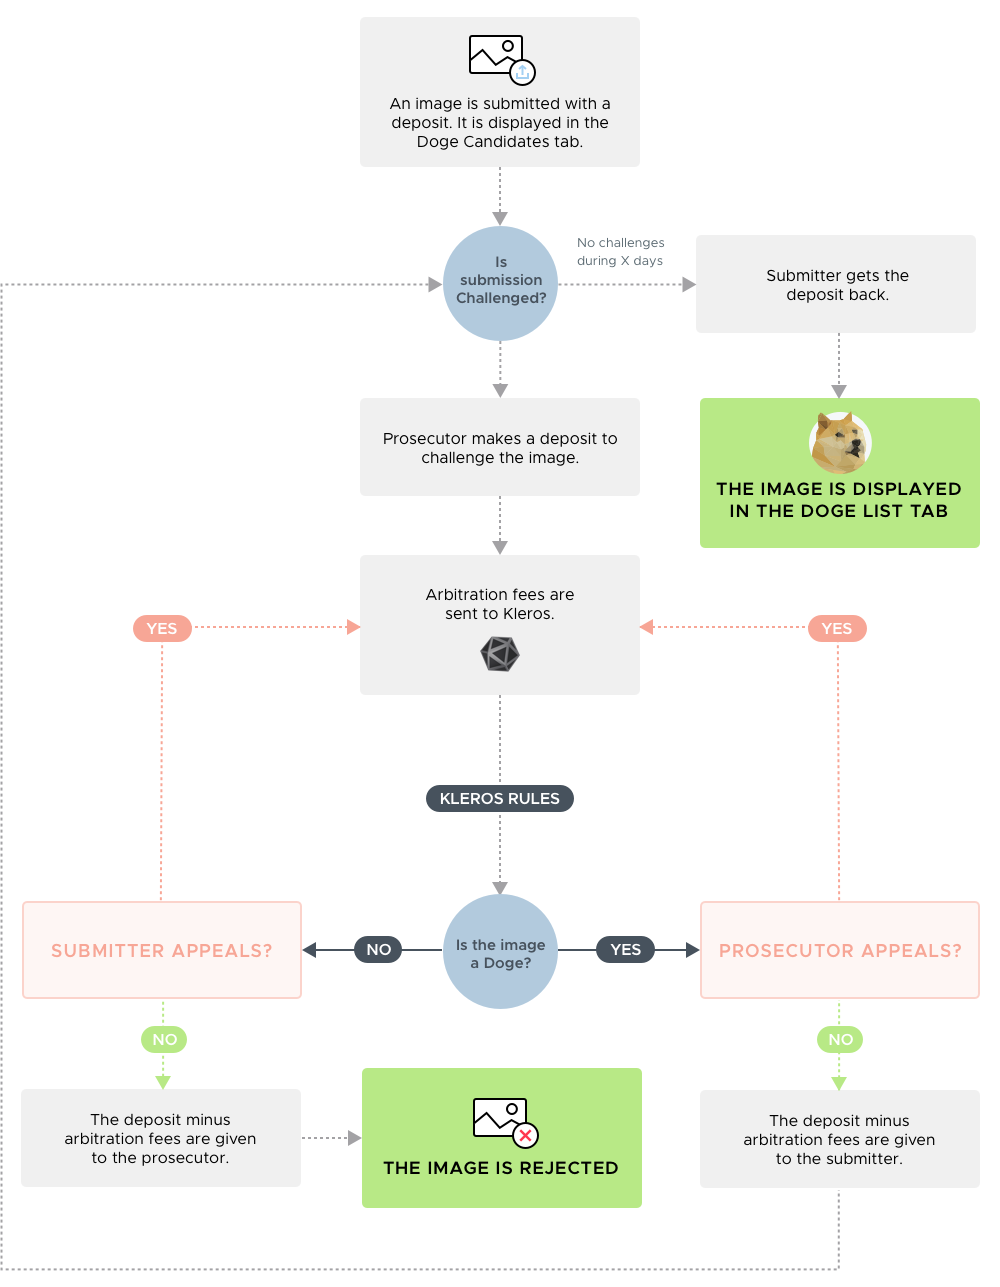 An image is submitted with a
deposit. It is displayed in the
Doge Candidates tab.
Is
submission
Challenged?
No challenges
during X days
Submitter gets the
deposit back.
Prosecutor makes a deposit to
challenge the image.
THE IMAGE IS DISPLAYED
IN THE DOGE LIST TAB
Arbitration fees are
sent to Kleros.
YES
YES
KLEROS RULES
SUBMITTER APPEALS?
NO
Is the image
a Doge?
YES
PROSECUTOR APPEALS?
NO
NO
The deposit minus
arbitration fees are given
to the prosecutor.
THE IMAGE IS REJECTED
The deposit minus
arbitration fees are given
to the submitter.